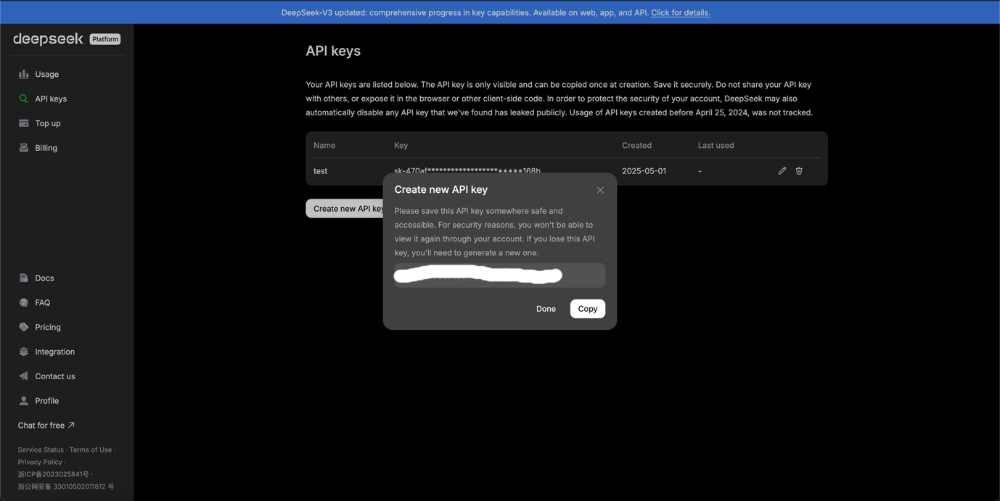 DeepSeek-V3 updated: comprehensive progress in key capabilities. Available on web, app, and API. Click for details.
deepseek Platform
Usage
API keys
Top up
Billing
Docs
FAQ
Pricing
Integration
Contact us
Profile
Chat for free
Service Status · Terms of Use ·
Privacy Policy ·
浙ICP备2023025841号 ·
浙公网安备 33010502011812 号
API keys
Your API keys are listed below. The API key is only visible and can be copied once at creation. Save it securely. Do not share your API key
with others, or expose it in the browser or other client-side code. In order to protect the security of your account, DeepSeek may also
automatically disable any API key that we've found has leaked publicly. Usage of API keys created before April 25, 2024, was not tracked.
Name Key Created Last used
test sk-470af************************168b 2025-05-01 -
Create new API key
Create new API key
Please save this API key somewhere safe and
accessible. For security reasons, you won't be able to
view it again through your account. If you lose this API
key, you'll need to generate a new one.
Done Copy